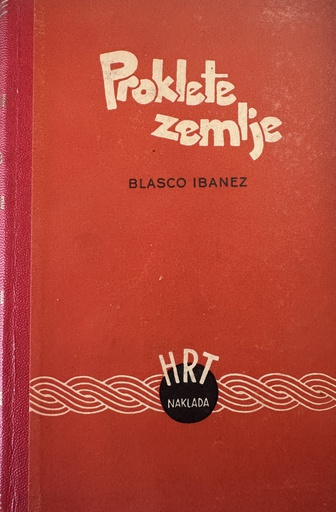 Proklete
zemlje
BLASCO IBANEZ
HRT
NAKLADA